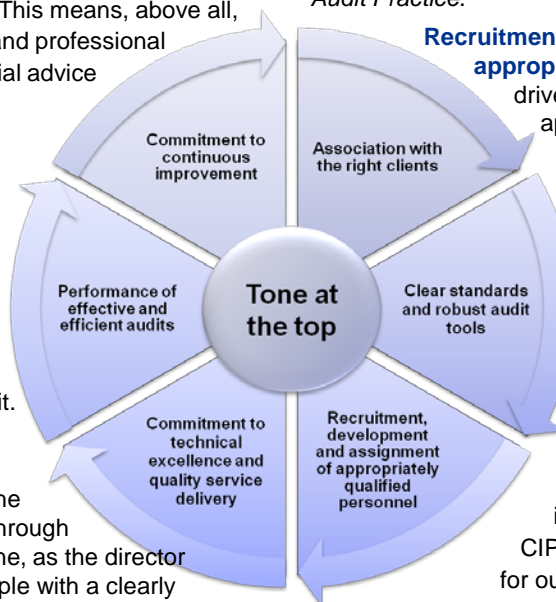 This means, above all,
and professional
ial advice
Audit Practice.
Recruitmen
approp
drive
ap
Commitment to
continuous
improvement
Association with
the right clients
Performance of
effective and
efficient audits
Tone at
the top
Clear standards
and robust audit
tools
Commitment to
technical
excellence and
quality service
delivery
Recruitment,
development
and assignment
of appropriately
qualified
personnel
it.
ne
hrough
ne, as the director
ple with a clearly
i
CIP
for ou